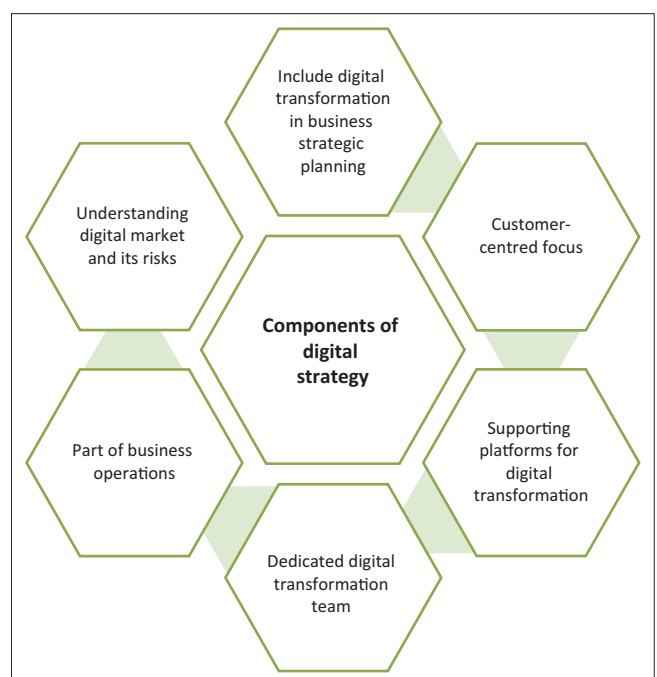 Include digital
transformation
in business
strategic
planning
Customer-
centred focus
Supporting
platforms for
digital
transformation
Dedicated digital
transformation
team
Part of business
operations
Understanding
digital market
and its risks
Components of
digital
strategy